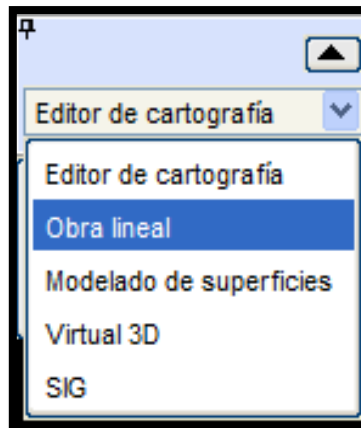 Editor de cartografía
Editor de cartografía
Obra lineal
Modelado de superficies
Virtual 3D
SIG